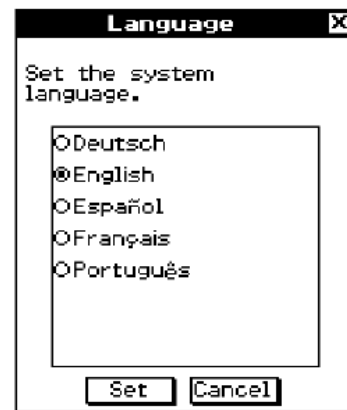 Language
Set the system
language.
Deutsch
English
Español
Français
Português
Set Cancel